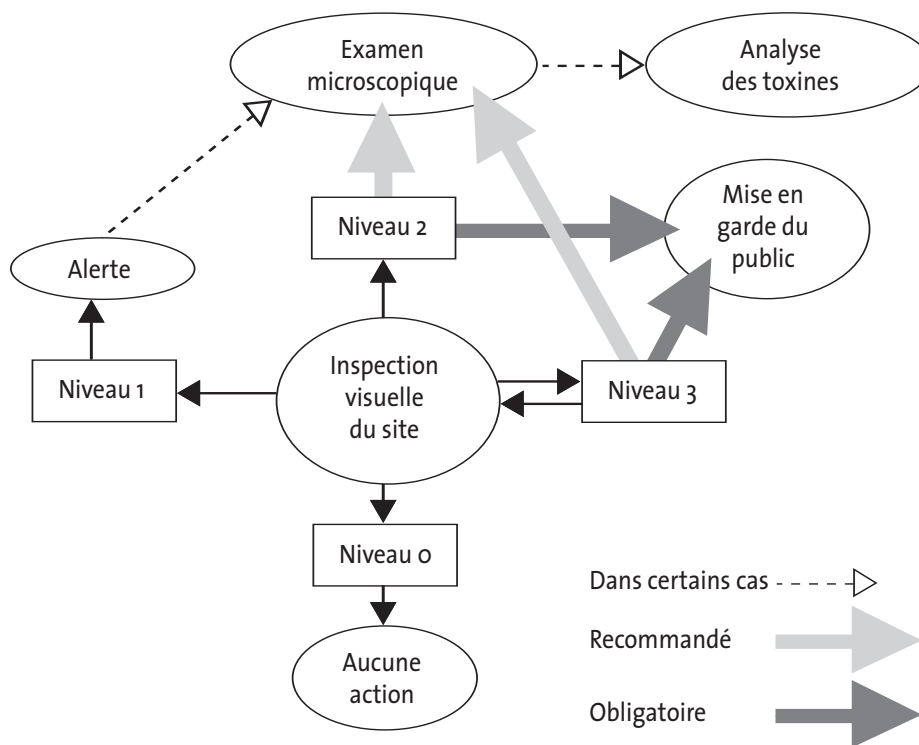 Examen
microscopique
Analyse
des toxines
Mise en
garde du
public
Niveau 2
Alerte
Niveau 1
Inspection
visuelle
du site
Niveau 3
Niveau 0
Aucune
action
Dans certains cas
Recommandé
Obligatoire